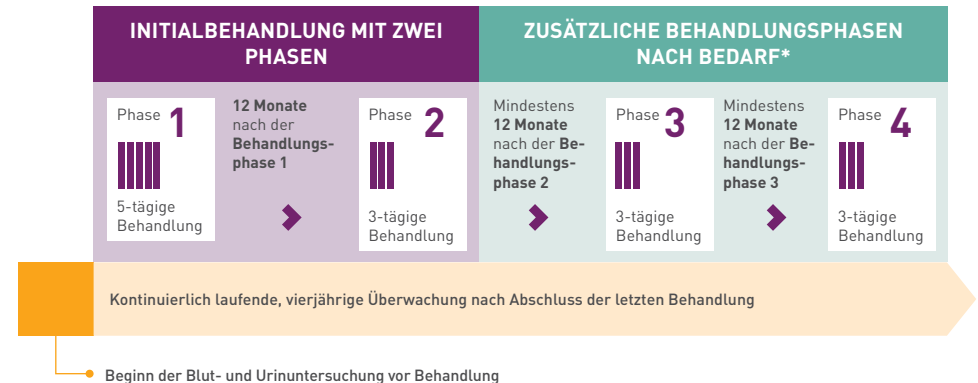 INITIALBEHANDLUNG MIT ZWEI
PHASEN
ZUSÄTZLICHE BEHANDLUNGSPHASEN
NACH BEDARF*
Phase 1
5-tägige
Behandlung
12 Monate
nach der
Behandlungs-
phase 1
Phase 2
3-tägige
Behandlung
Mindestens
12 Monate
nach der Be-
handlungs-
phase 2
Phase 3
3-tägige
Behandlung
Mindestens
12 Monate
nach der Be-
handlungs-
phase 3
Phase 4
3-tägige
Behandlung
Kontinuierlich laufende, vierjährige Überwachung nach Abschluss der letzten Behandlung
Beginn der Blut- und Urinuntersuchung vor Behandlung